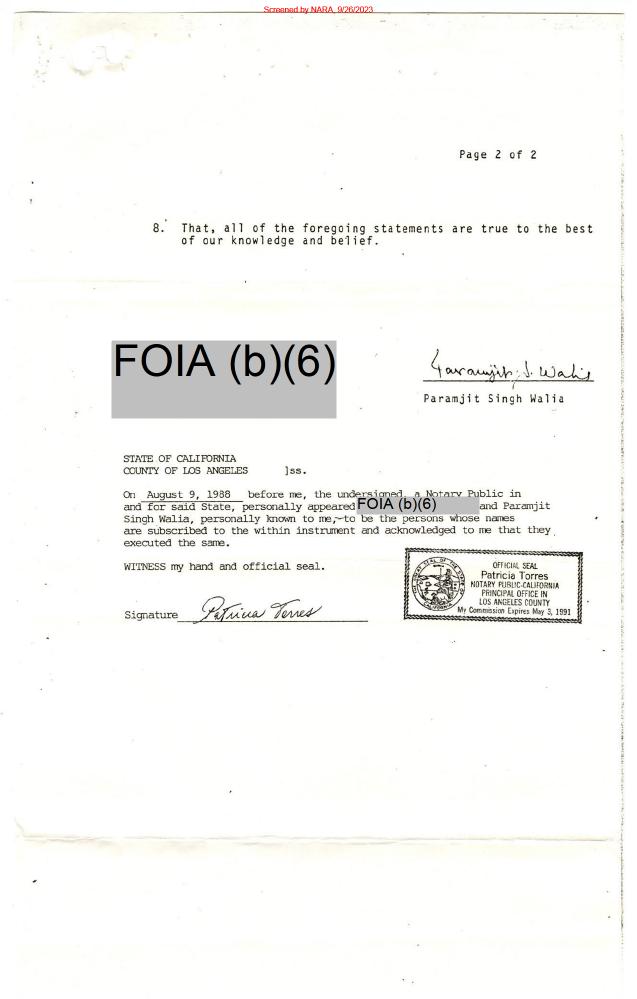 Screened by NARA, 9/26/2023
Page 2 of 2
8. That, all of the foregoing statements are true to the best
of our knowledge and belief.
FOIA (b)(6)
Paramjit S. Walia
Paramjit Singh Walia
STATE OF CALIFORNIA
COUNTY OF LOS ANGELES ]ss.
On August 9, 1988 before me, the undersigned, a Notary Public in
and for said State, personally appeared FOIA (b)(6) and Paramjit
Singh Walia, personally known to me, to be the persons whose names
are subscribed to the within instrument and acknowledged to me that they
executed the same.
WITNESS my hand and official seal.
OFFICIAL SEAL
Patricia Torres
NOTARY PUBLIC-CALIFORNIA
PRINCIPAL OFFICE IN
LOS ANGELES COUNTY
My Commission Expires May 3, 1991
Signature Patricia Torres